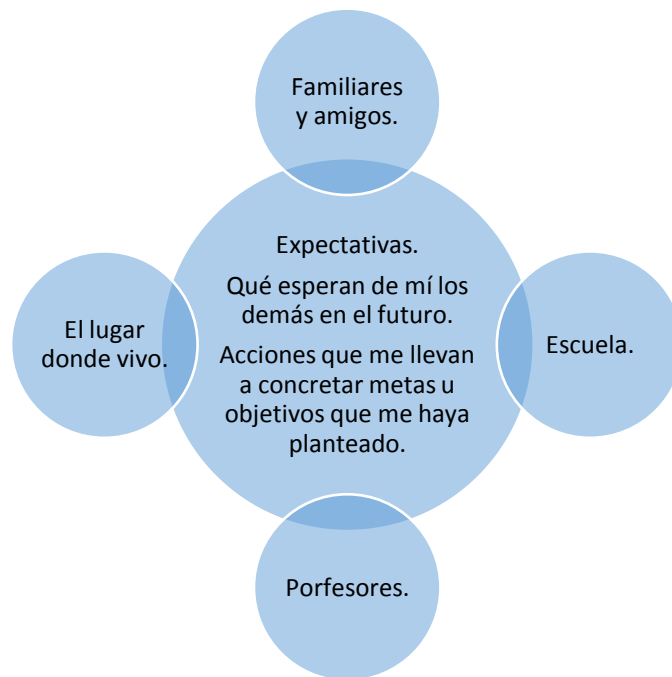 Familiares
y amigos.
Expectativas.
Qué esperan de mí los
demás en el futuro.
Acciones que me llevan
a concretar metas u
objetivos que me haya
planteado.
El lugar
donde vivo.
Escuela.
Porfesores.